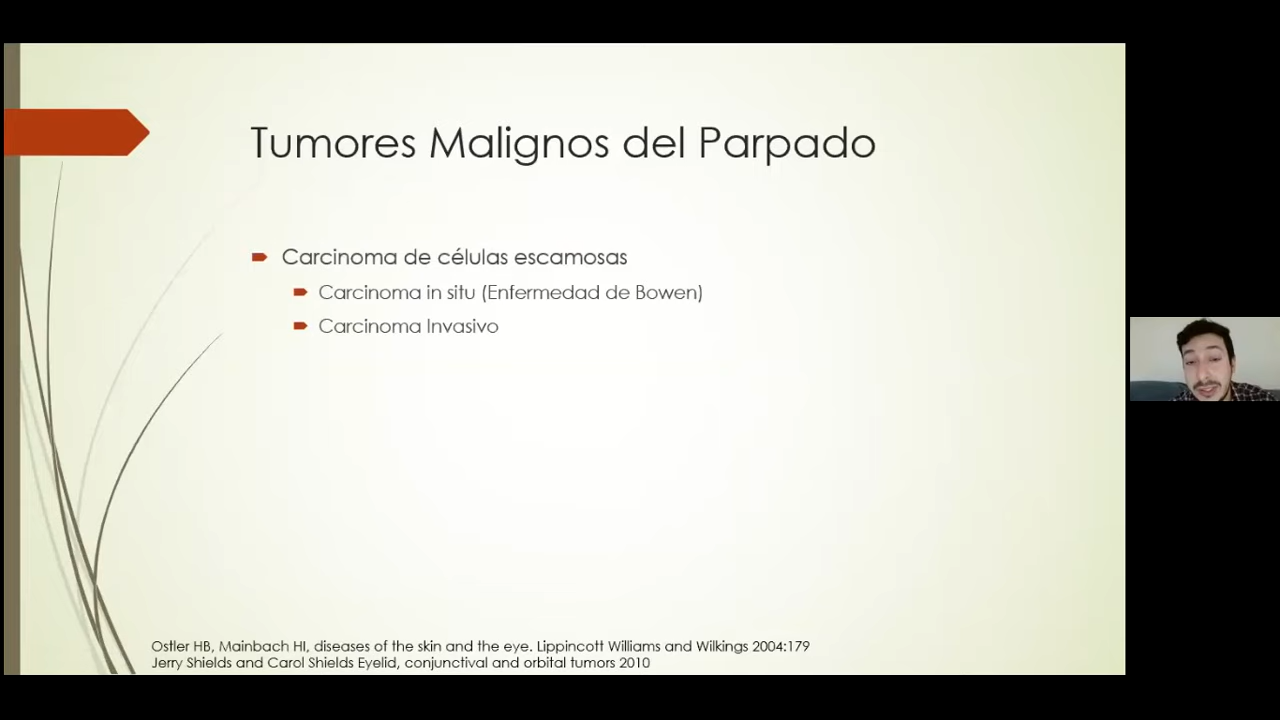 Tumores Malignos del Parpado
Carcinoma de células escamosas
Carcinoma in situ (Enfermedad de Bowen)
Carcinoma Invasivo
Ostler HB, Mainbach HI, diseases of the skin and the eye. Lippincott Williams and Wilkings 2004:179
Jerry Shields and Carol Shields Eyelid, conjunctival and orbital tumors 2010